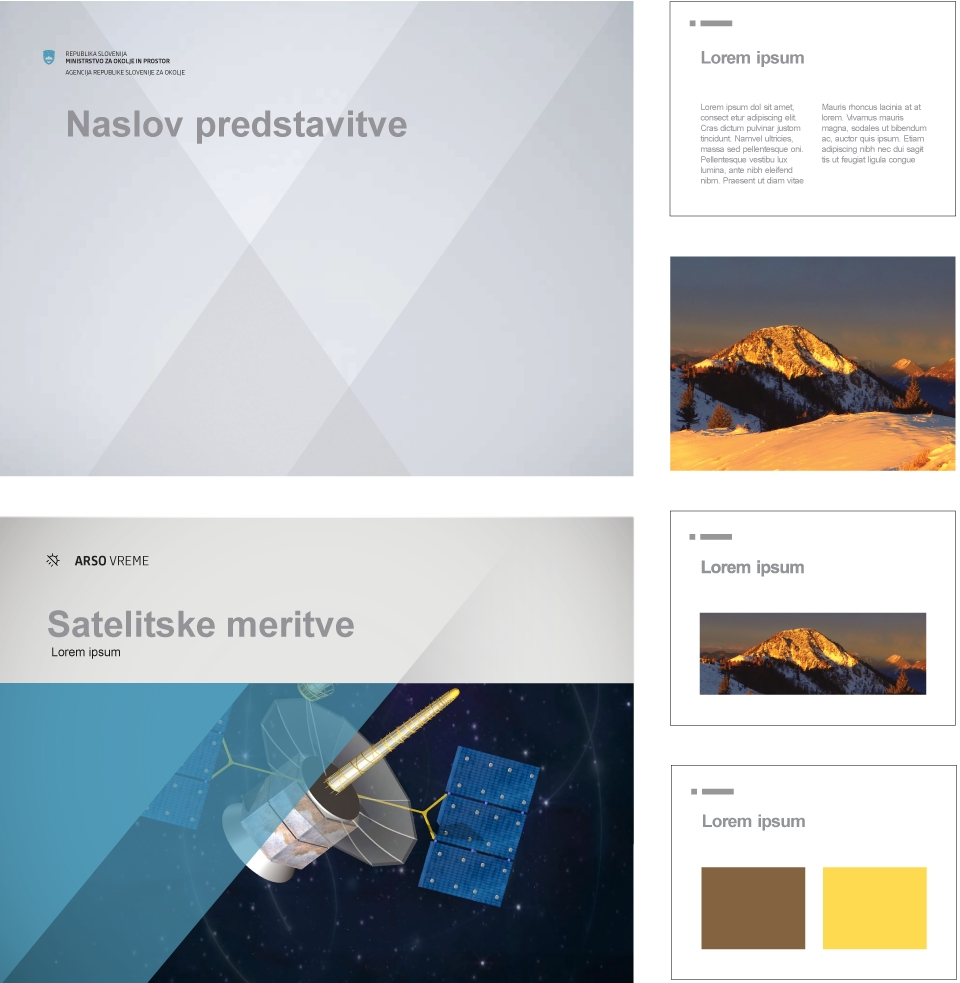 REPUBLIKA SLOVENIJA
MINISTRSTVO ZA OKOLJE IN PROSTOR
AGENCIJA REPUBLIKE SLOVENIJE ZA OKOLJE
Naslov predstavitve
Lorem ipsum
Lorem ipsum dol sit amet,
consect etur adipiscing elit.
Cras dictum pulvinar justom
tincidunt. Namvel ultricies,
massa sed pellentesque oni.
Pellentesque vestibu lux
lumina, ante nibh eleifend
nibm. Praesent ut diam vitae
Mauris rhoncus lacinia at at
lorem. Vivamus mauris
magna, sodales ut bibendum
ac, auctor quis ipsum. Etiam
adipiscing nibh nec dui sagit
tis ut feugiat ligula congue
ARSO VREME
Satelitske meritve
Lorem ipsum
Lorem ipsum
Lorem ipsum